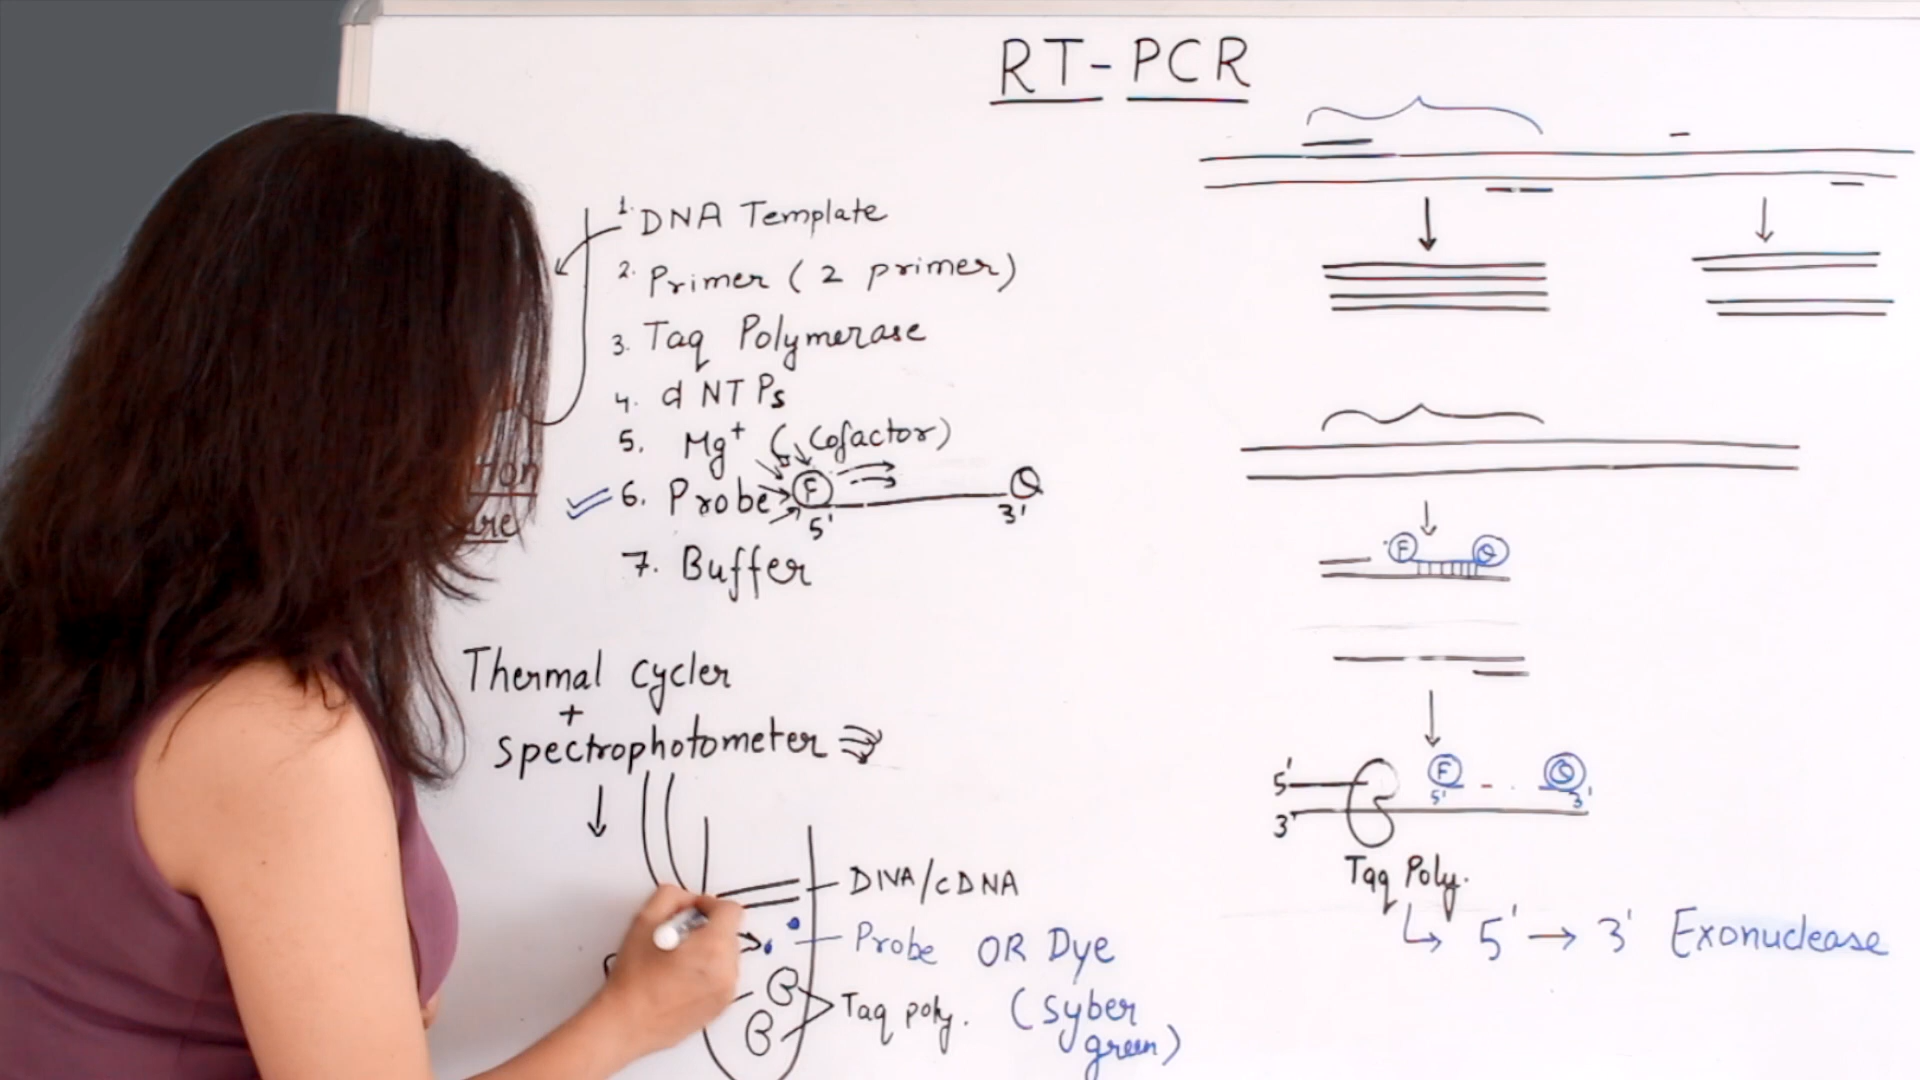 RT-PCR
1. DNA Template
2. Primer (2 primer)
3. Taq Polymerase
4. dNTPs
5. Mg+ (Cofactor)
6. Probe F Q
5' 3'
7. Buffer
Thermal Cycler
+
Spectrophotometer
DNA/cDNA
Probe OR Dye
Taq poly. (Syber
green)
F Q
5' F Q
5' 3'
3'
Taq Poly.
5' → 3' Exonuclease